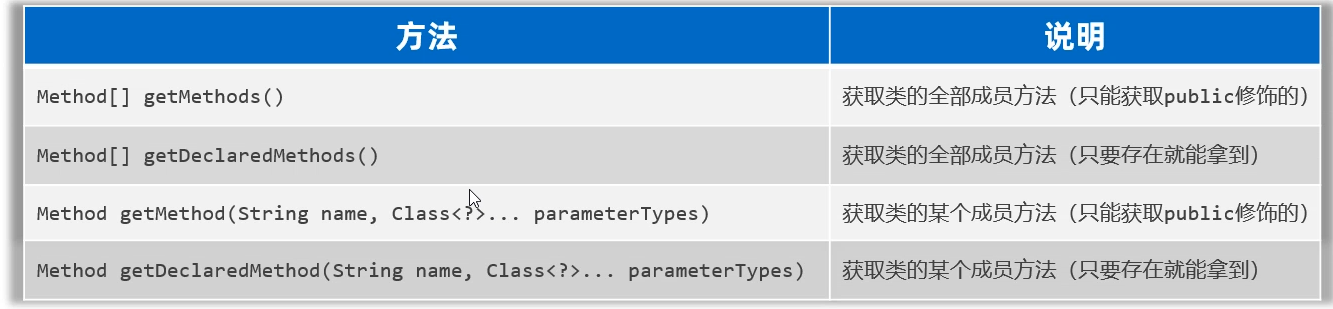 方法 说明
Method[] getMethods() 获取类的全部成员方法（只能获取public修饰的）
Method[] getDeclaredMethods() 获取类的全部成员方法（只要存在就能拿到）
Method getMethod(String name, Class<?>... parameterTypes) 获取类的某个成员方法（只能获取public修饰的）
Method getDeclaredMethod(String name, Class<?>... parameterTypes) 获取类的某个成员方法（只要存在就能拿到）